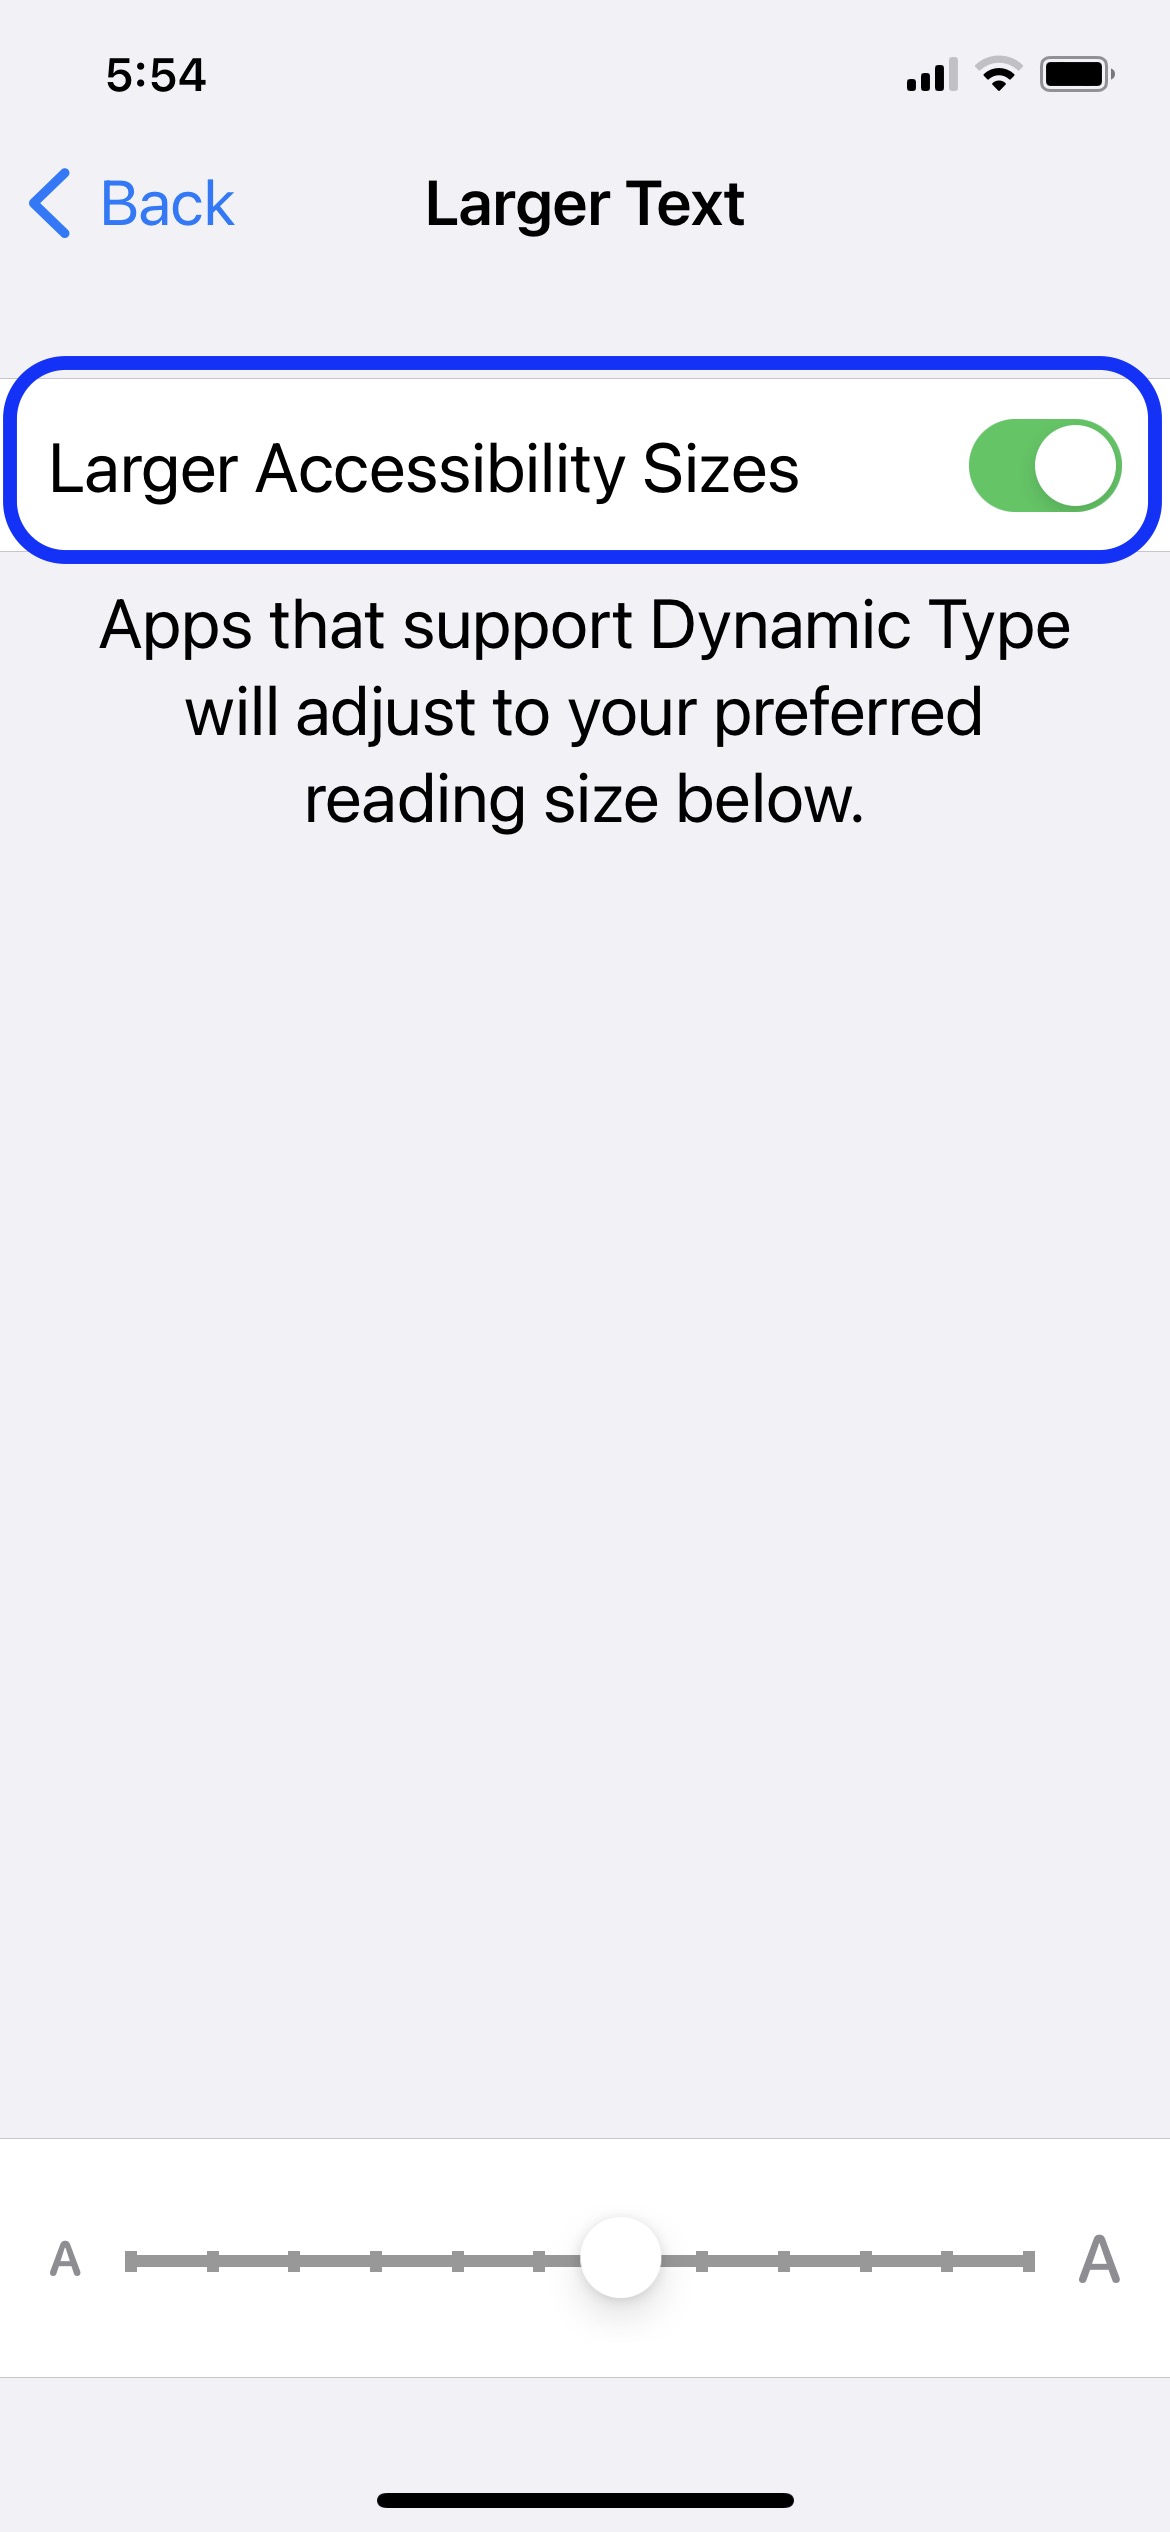 5:54
Back
Larger Text
Larger Accessibility Sizes
Apps that support Dynamic Type
will adjust to your preferred
reading size below.
A A